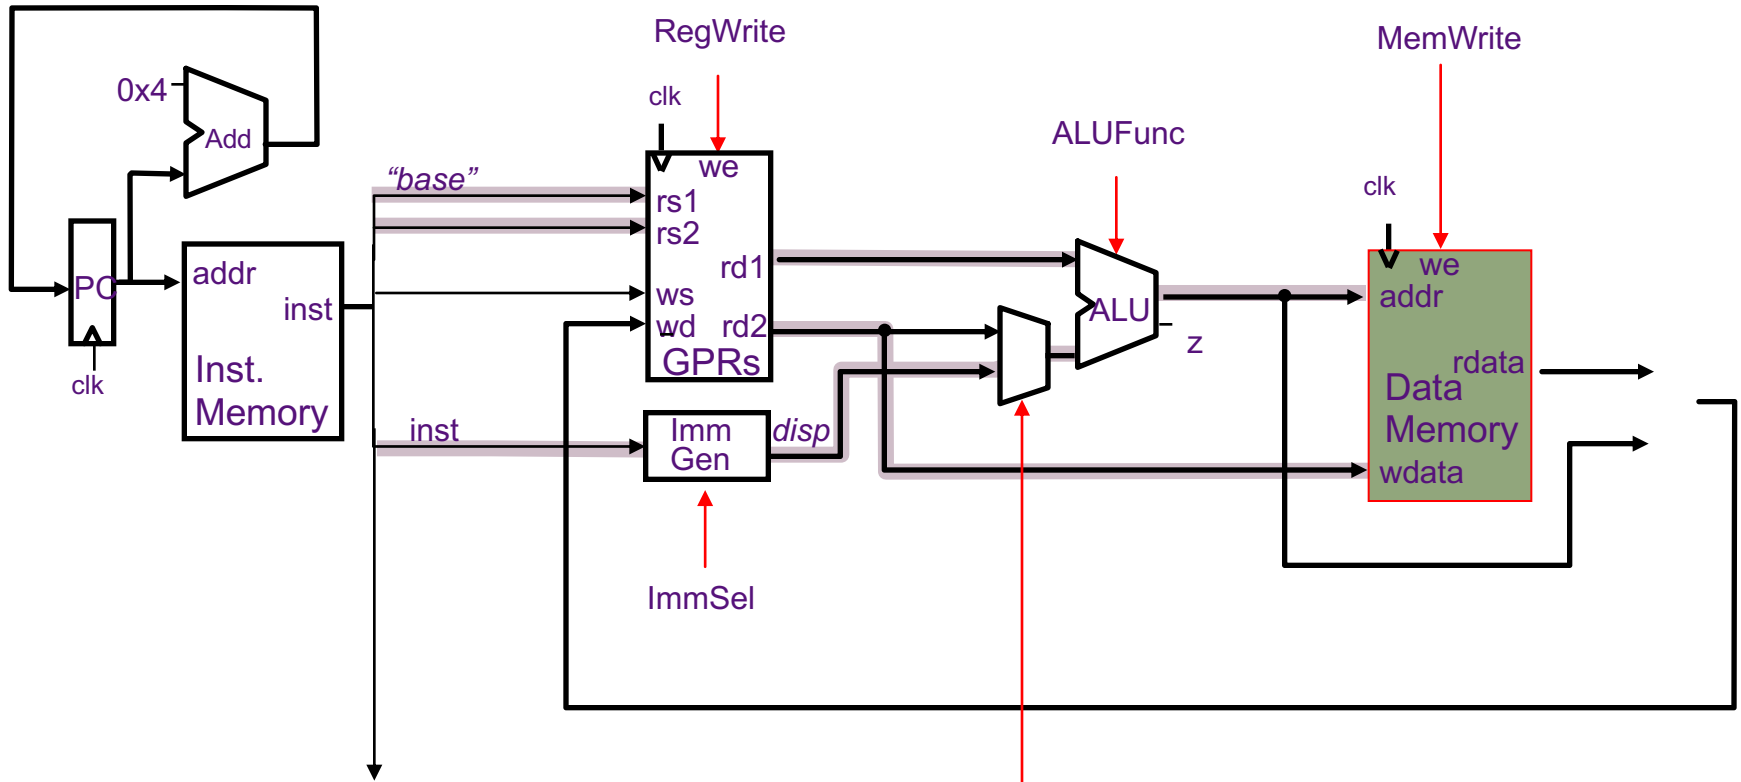 RegWrite
MemWrite
0x4
clk
Add
ALUFunc
we
"base"
clk
rs1
rs2
we
PC
addr
rd1
addr
ws
inst
ALU
wd
rd2
z
GPRs
rdata
clk
Inst.
Data
Memory
inst
Imm
disp
Memory
Gen
wdata
ImmSel